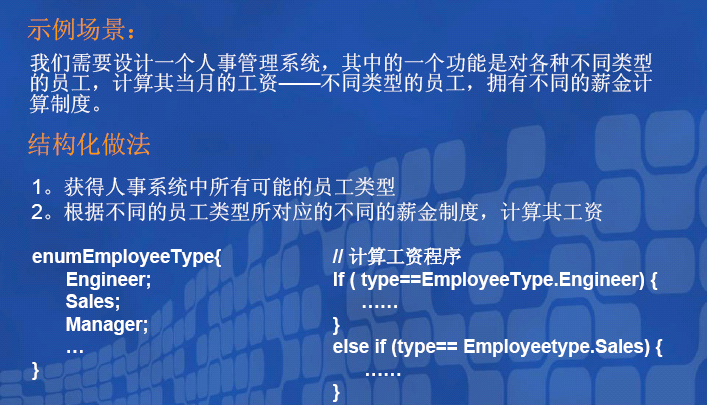 示例场景：
我们需要设计一个人事管理系统，其中的一个功能是对各种不同类型
的员工，计算其当月的工资——不同类型的员工，拥有不同的薪金计
算制度。
结构化做法
1。获得人事系统中所有可能的员工类型
2。根据不同的员工类型所对应的不同的薪金制度，计算其工资
enumEmployeeType{
Engineer;
Sales;
Manager;
…
}
// 计算工资程序
If ( type==EmployeeType.Engineer) {
……
}
else if (type== Employeetype.Sales) {
……
}